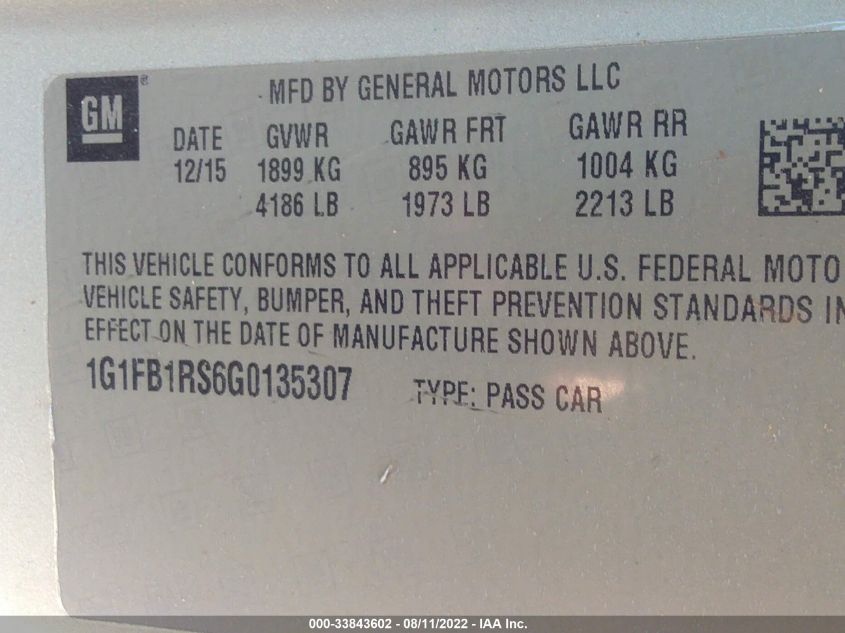 GM ®
MFD BY GENERAL MOTORS LLC
DATE GVWR GAWR FRT GAWR RR
12/15 1899 KG 895 KG 1004 KG
4186 LB 1973 LB 2213 LB
THIS VEHICLE CONFORMS TO ALL APPLICABLE U.S. FEDERAL MOTO
VEHICLE SAFETY, BUMPER, AND THEFT PREVENTION STANDARDS IN
EFFECT ON THE DATE OF MANUFACTURE SHOWN ABOVE.
1G1FB1RS6G0135307 TYPE: PASS CAR
000-33843602 - 08/11/2022 - IAA Inc.